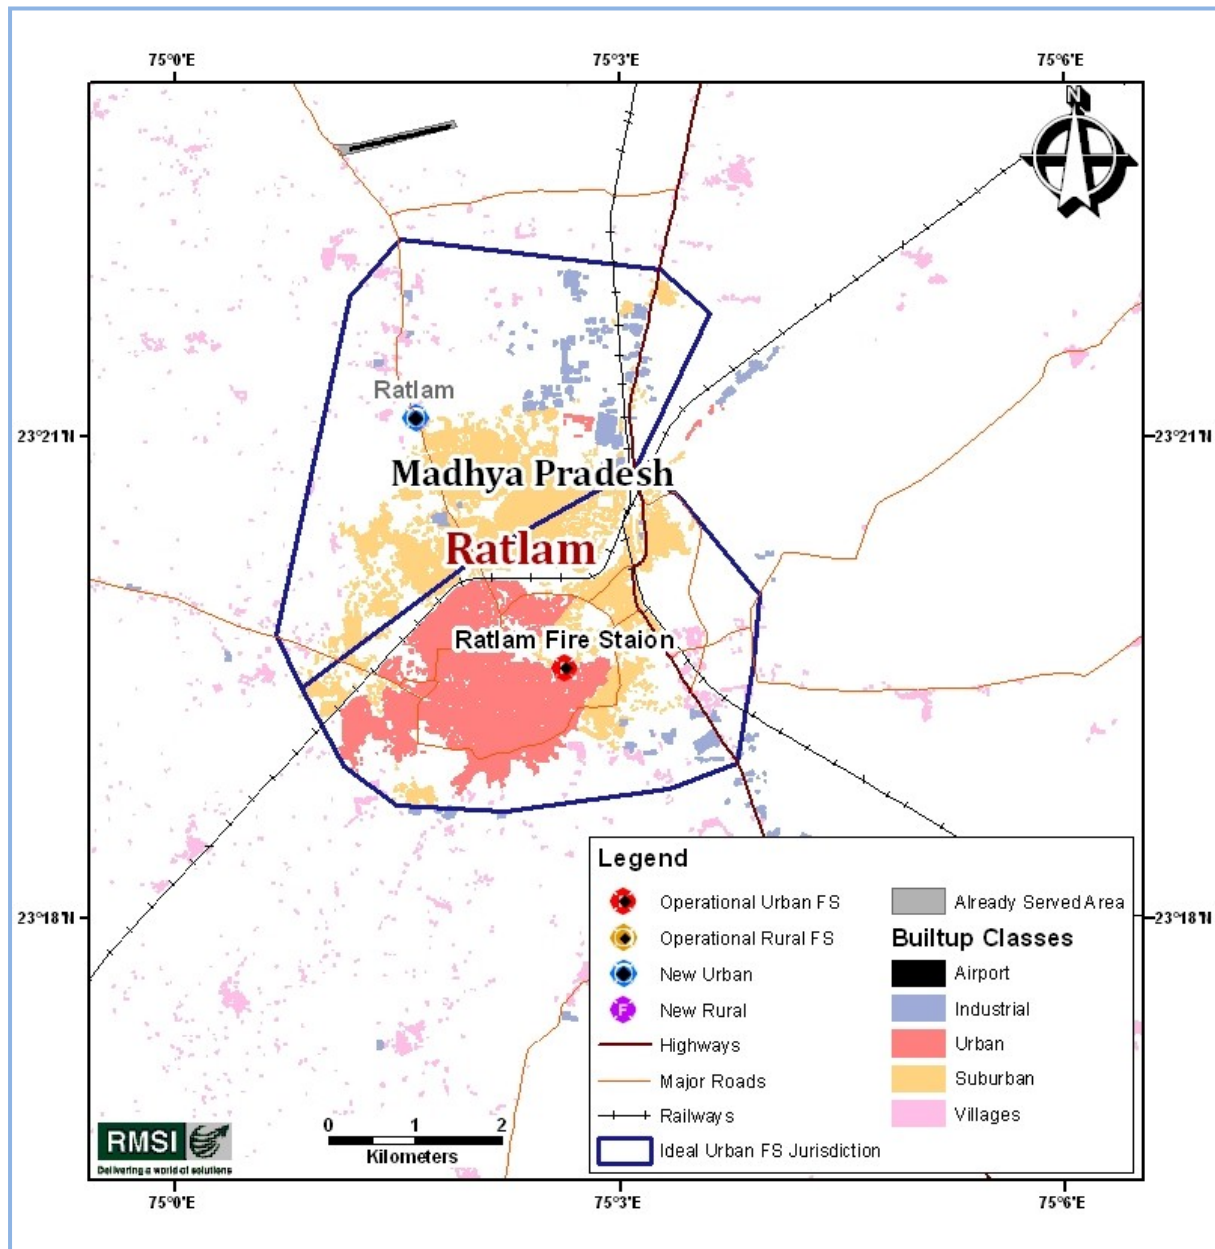 75°0'E 75°3'E 75°6'E
N
Ratlam
23°21'N 23°21'N
Madhya Pradesh
Ratlam
Ratlam Fire Staion
Legend
Operational Urban FS
Operational Rural FS
New Urban
F New Rural
Highways
Major Roads
Railways
Ideal Urban FS Jurisdiction
Already Served Area
Builtup Classes
Airport
Industrial
Urban
Suburban
Villages
23°18'N 23°18'N
0 1 2
Kilometers
RMSI
Delivering a world of solutions
75°0'E 75°3'E 75°6'E